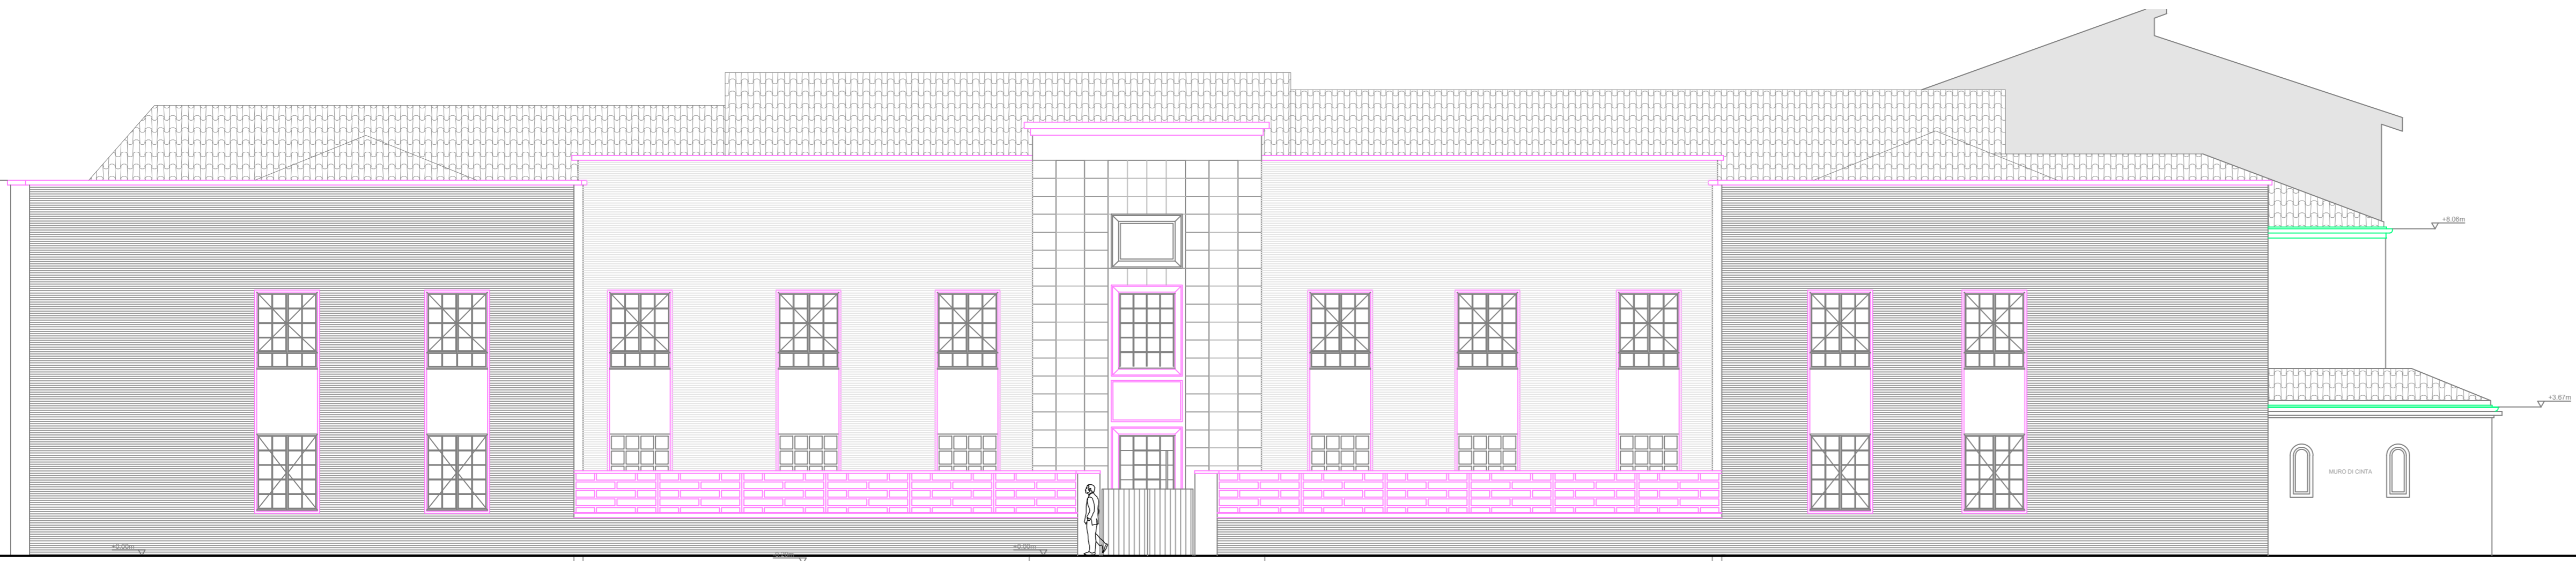 +8.06m
+3.67m
MURO DI CINTA
+0.00m
+0.00m